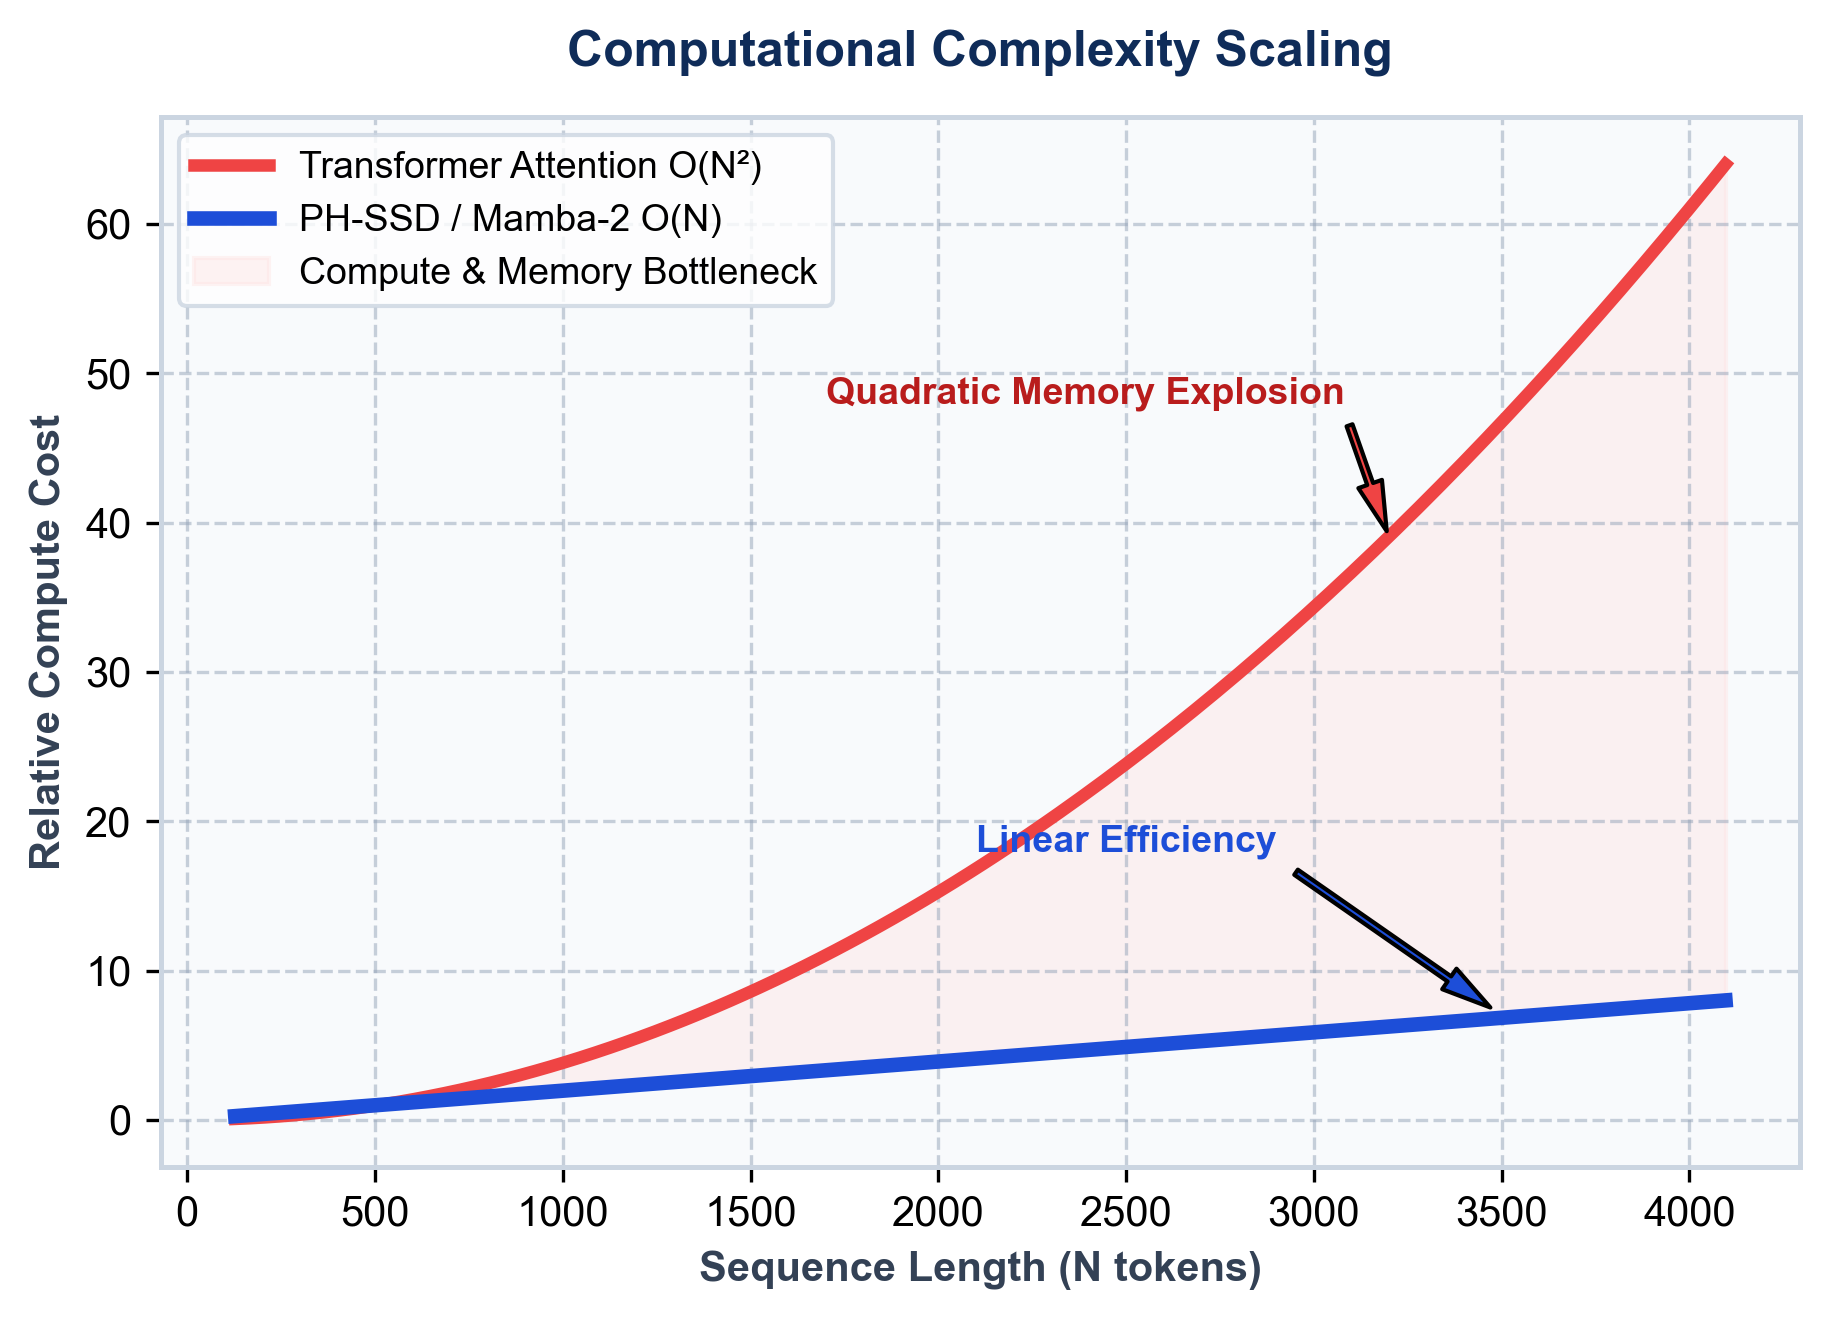 Computational Complexity Scaling
Transformer Attention O(N²)
PH-SSD / Mamba-2 O(N)
Compute & Memory Bottleneck
Quadratic Memory Explosion
Linear Efficiency
Relative Compute Cost
60
50
40
30
20
10
0
0 500 1000 1500 2000 2500 3000 3500 4000
Sequence Length (N tokens)